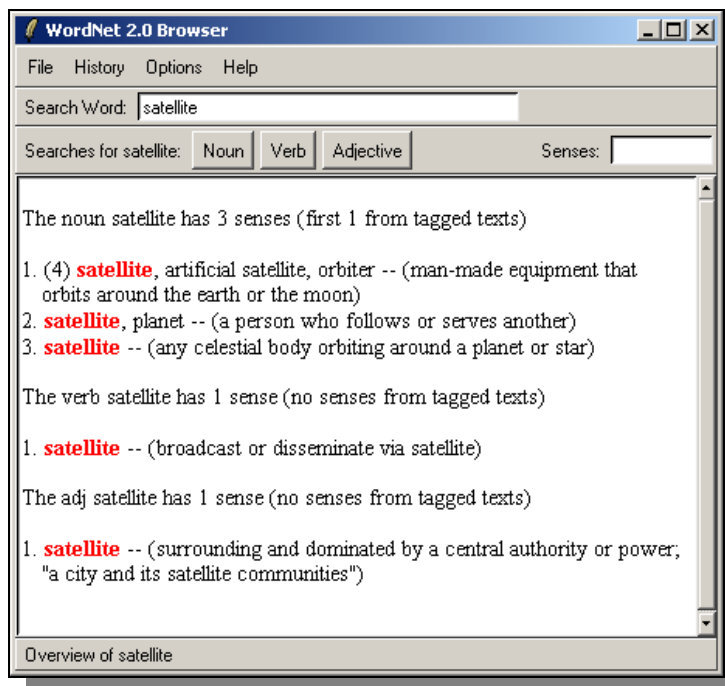 WordNet 2.0 Browser
File History Options Help
Search Word: satellite
Searches for satellite: Noun Verb Adjective Senses:
The noun satellite has 3 senses (first 1 from tagged texts)
1. (4) satellite, artificial satellite, orbiter -- (man-made equipment that
orbits around the earth or the moon)
2. satellite, planet -- (a person who follows or serves another)
3. satellite -- (any celestial body orbiting around a planet or star)
The verb satellite has 1 sense (no senses from tagged texts)
1. satellite -- (broadcast or disseminate via satellite)
The adj satellite has 1 sense (no senses from tagged texts)
1. satellite -- (surrounding and dominated by a central authority or power;
"a city and its satellite communities")
Overview of satellite